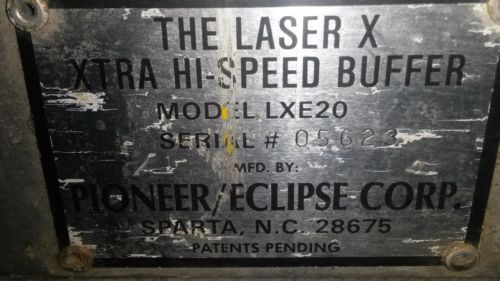 THE LASER X
XTRA HI-SPEED BUFFER
MODEL LXE20
SERIAL # 05623
MFD. BY:
PIONEER/ECLIPSE CORP.
SPARTA, N.C. 28675
PATENTS PENDING